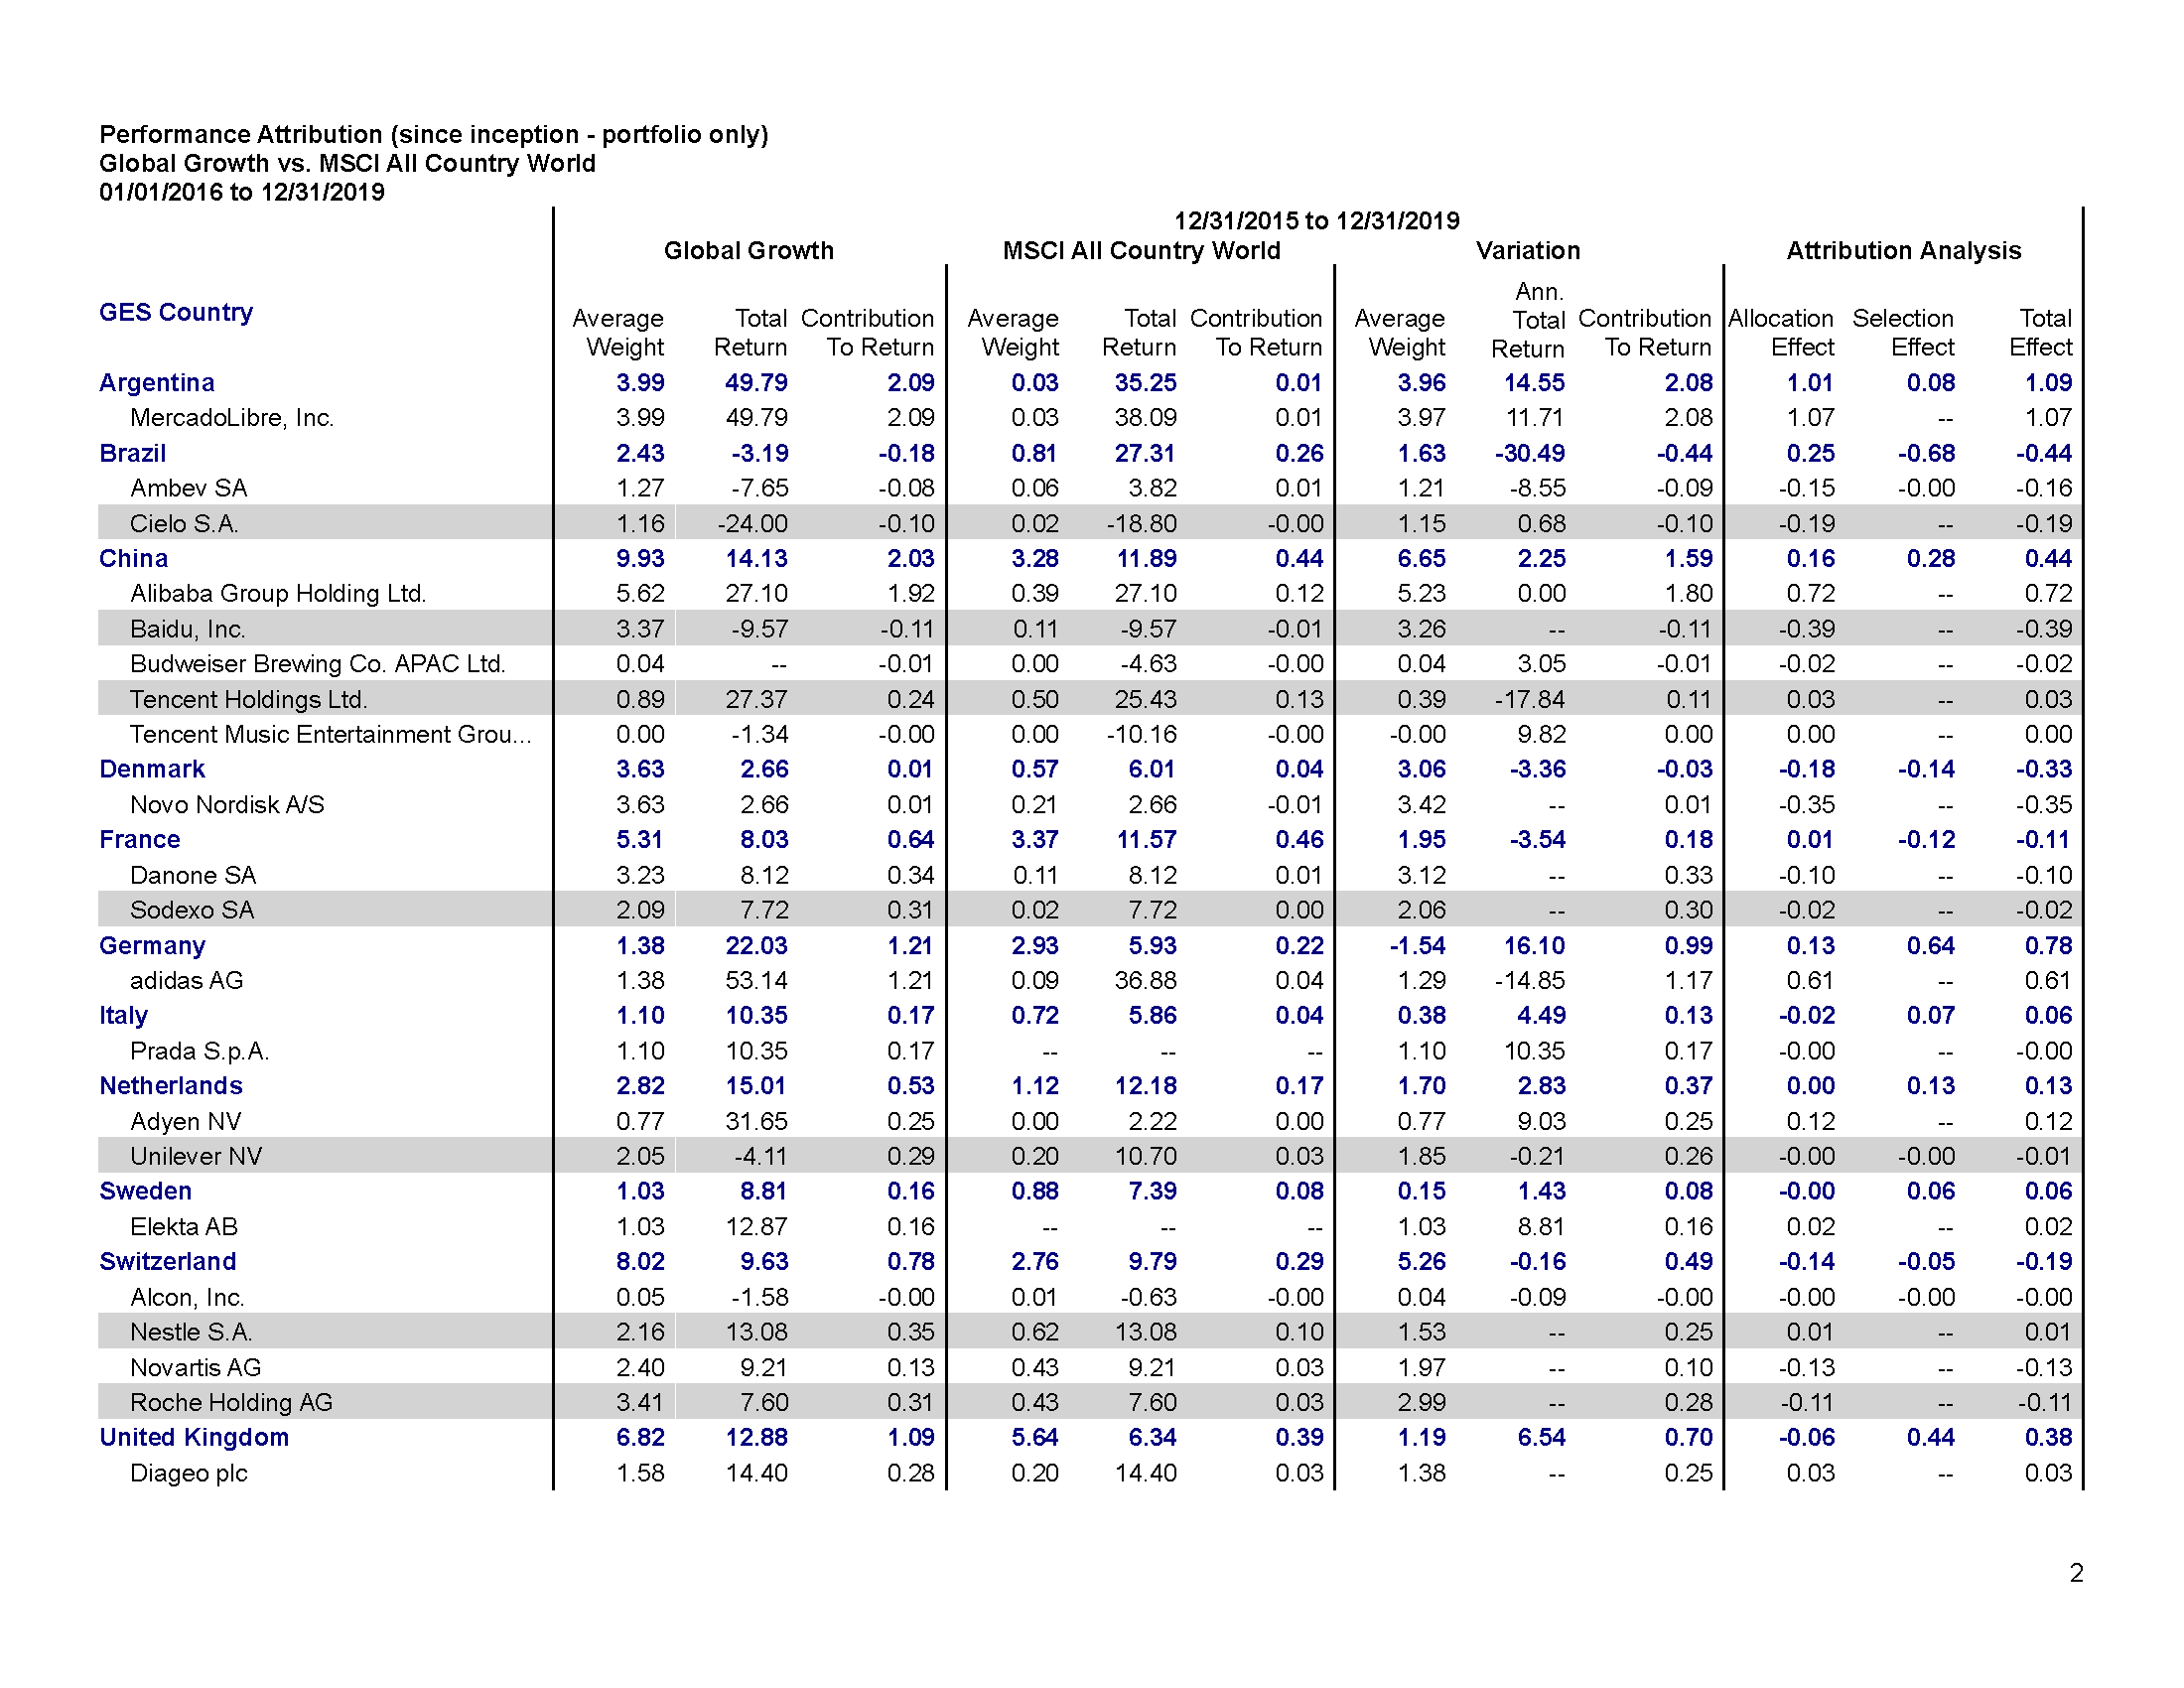 Performance Attribution (since inception - portfolio only)
Global Growth vs. MSCI All Country World
01/01/2016 to 12/31/2019
12/31/2015 to 12/31/2019
Global Growth MSCI All Country World Variation Attribution Analysis
GES Country Average Weight Total Return Contribution To Return Average Weight Total Return Contribution To Return Average Weight Ann. Total Return Contribution To Return Allocation Effect Selection Effect Total Effect
Argentina 3.99 49.79 2.09 0.03 35.25 0.01 3.96 14.55 2.08 1.01 0.08 1.09
MercadoLibre, Inc. 3.99 49.79 2.09 0.03 38.09 0.01 3.97 11.71 2.08 1.07 -- 1.07
Brazil 2.43 -3.19 -0.18 0.81 27.31 0.26 1.63 -30.49 -0.44 0.25 -0.68 -0.44
Ambev SA 1.27 -7.65 -0.08 0.06 3.82 0.01 1.21 -8.55 -0.09 -0.15 -0.00 -0.16
Cielo S.A. 1.16 -24.00 -0.10 0.02 -18.80 -0.00 1.15 0.68 -0.10 -0.19 -- -0.19
China 9.93 14.13 2.03 3.28 11.89 0.44 6.65 2.25 1.59 0.16 0.28 0.44
Alibaba Group Holding Ltd. 5.62 27.10 1.92 0.39 27.10 0.12 5.23 0.00 1.80 0.72 -- 0.72
Baidu, Inc. 3.37 -9.57 -0.11 0.11 -9.57 -0.01 3.26 -- -0.11 -0.39 -- -0.39
Budweiser Brewing Co. APAC Ltd. 0.04 -- -0.01 0.00 -4.63 -0.00 0.04 3.05 -0.01 -0.02 -- -0.02
Tencent Holdings Ltd. 0.89 27.37 0.24 0.50 25.43 0.13 0.39 -17.84 0.11 0.03 -- 0.03
Tencent Music Entertainment Grou... 0.00 -1.34 -0.00 0.00 -10.16 -0.00 -0.00 9.82 0.00 0.00 -- 0.00
Denmark 3.63 2.66 0.01 0.57 6.01 0.04 3.06 -3.36 -0.03 -0.18 -0.14 -0.33
Novo Nordisk A/S 3.63 2.66 0.01 0.21 2.66 -0.01 3.42 -- 0.01 -0.35 -- -0.35
France 5.31 8.03 0.64 3.37 11.57 0.46 1.95 -3.54 0.18 0.01 -0.12 -0.11
Danone SA 3.23 8.12 0.34 0.11 8.12 0.01 3.12 -- 0.33 -0.10 -- -0.10
Sodexo SA 2.09 7.72 0.31 0.02 7.72 0.00 2.06 -- 0.30 -0.02 -- -0.02
Germany 1.38 22.03 1.21 2.93 5.93 0.22 -1.54 16.10 0.99 0.13 0.64 0.78
adidas AG 1.38 53.14 1.21 0.09 36.88 0.04 1.29 -14.85 1.17 0.61 -- 0.61
Italy 1.10 10.35 0.17 0.72 5.86 0.04 0.38 4.49 0.13 -0.02 0.07 0.06
Prada S.p.A. 1.10 10.35 0.17 -- -- -- 1.10 10.35 0.17 -0.00 -- -0.00
Netherlands 2.82 15.01 0.53 1.12 12.18 0.17 1.70 2.83 0.37 0.00 0.13 0.13
Adyen NV 0.77 31.65 0.25 0.00 2.22 0.00 0.77 9.03 0.25 0.12 -- 0.12
Unilever NV 2.05 -4.11 0.29 0.20 10.70 0.03 1.85 -0.21 0.26 -0.00 -0.00 -0.01
Sweden 1.03 8.81 0.16 0.88 7.39 0.08 0.15 1.43 0.08 -0.00 0.06 0.06
Elekta AB 1.03 12.87 0.16 -- -- -- 1.03 8.81 0.16 0.02 -- 0.02
Switzerland 8.02 9.63 0.78 2.76 9.79 0.29 5.26 -0.16 0.49 -0.14 -0.05 -0.19
Alcon, Inc. 0.05 -1.58 -0.00 0.01 -0.63 -0.00 0.04 -0.09 -0.00 -0.00 -0.00 -0.00
Nestle S.A. 2.16 13.08 0.35 0.62 13.08 0.10 1.53 -- 0.25 0.01 -- 0.01
Novartis AG 2.40 9.21 0.13 0.43 9.21 0.03 1.97 -- 0.10 -0.13 -- -0.13
Roche Holding AG 3.41 7.60 0.31 0.43 7.60 0.03 2.99 -- 0.28 -0.11 -- -0.11
United Kingdom 6.82 12.88 1.09 5.64 6.34 0.39 1.19 6.54 0.70 -0.06 0.44 0.38
Diageo plc 1.58 14.40 0.28 0.20 14.40 0.03 1.38 -- 0.25 0.03 -- 0.03
2